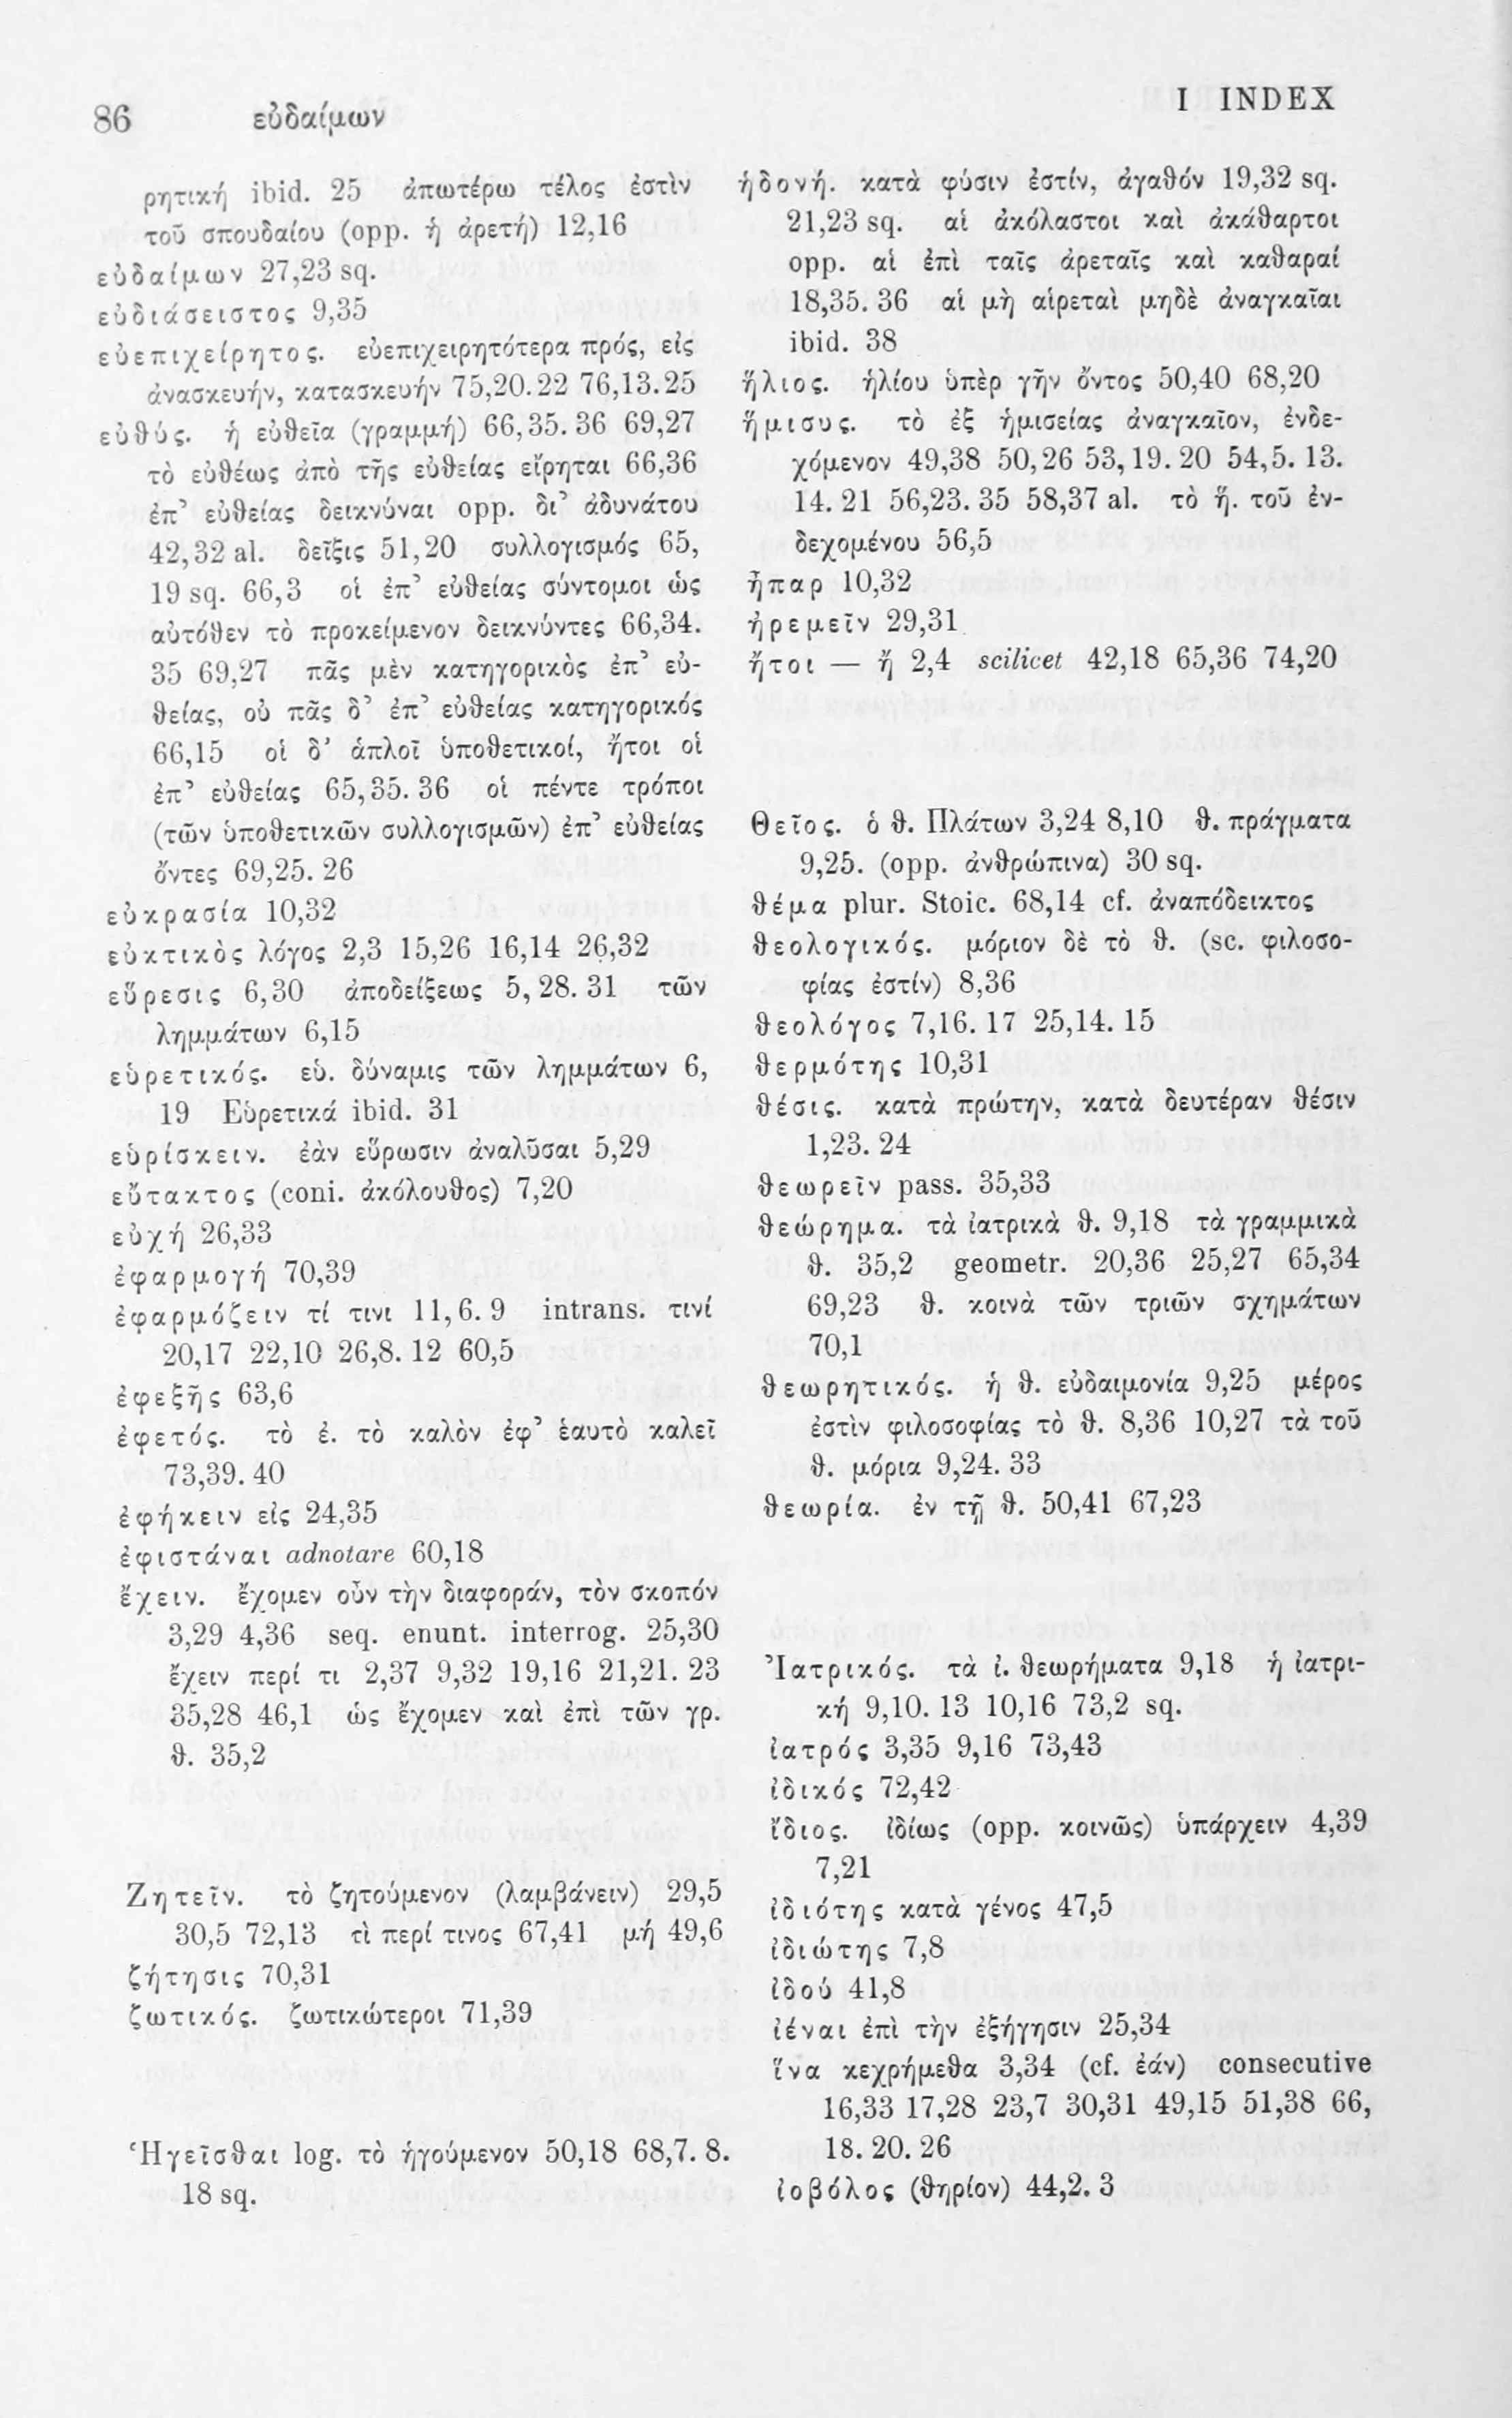 86 εὐδαίμων I INDEX
ρητική ibid. 25 ἀπωτέρω τέλος ἐστὶν
τοῦ σπουδαίου (opp. ἡ ἀρετή) 12,16
εὐδαίμων 27,23 sq.
εὐδιάσειστος 9,35
εὐεπιχείρητος. εὐεπιχειρητότερα πρός, εἰς
ἀνασκευήν, κατασκευήν 75,20. 22 76,13. 25
εὐθύς. ἡ εὐθεῖα (γραμμή) 66,35. 36 69,27
τὸ εὐθέως ἀπὸ τῆς εὐθείας εἴρηται 66,36
ἐπ’ εὐθείας δεικνύναι opp. δι’ ἀδυνάτου
42,32 al. δεῖξις 51,20 συλλογισμός 65,
19 sq. 66,3 οἱ ἐπ’ εὐθείας σύντομοι ὡς
αὐτόθεν τὸ προκείμενον δεικνύντες 66,34.
35 69,27 πᾶς μὲν κατηγορικὸς ἐπ’ εὐ-
θείας, οὐ πᾶς δ’ ἐπ’ εὐθείας κατηγορικός
66,15 οἱ δ’ ἁπλοῖ ὑποθετικοί, ἤτοι οἱ
ἐπ’ εὐθείας 65,35. 36 οἱ πέντε τρόποι
(τῶν ὑποθετικῶν συλλογισμῶν) ἐπ’ εὐθείας
ὄντες 69,25. 26
εὐκρασία 10,32
εὐκτικὸς λόγος 2,3 15,26 16,14 26,32
εὕρεσις 6,30 ἀποδείξεως 5,28. 31 τῶν
λημμάτων 6,15
εὑρετικός. εὑ. δύναμις τῶν λημμάτων 6,
19 Εὑρετικά ibid. 31
εὑρίσκειν. ἐὰν εὕρωσιν ἀναλῦσαι 5,29
εὔτακτος (coni. ἀκόλουθος) 7,20
εὐχή 26,33
ἐφαρμογή 70,39
ἐφαρμόζειν τί τινι 11,6. 9 intrans. τινί
20,17 22,10 26,8. 12 60,5
ἐφεξῆς 63,6
ἐφετός. τὸ ἐ. τὸ καλὸν ἐφ’ ἑαυτὸ καλεῖ
73,39. 40
ἐφήκειν εἰς 24,35
ἐφιστάναι adnotare 60,18
ἔχειν. ἔχομεν οὖν τὴν διαφοράν, τὸν σκοπόν
3,29 4,36 seq. enunt. interrog. 25,30
ἔχειν περί τι 2,37 9,32 19,16 21,21. 23
35,28 46,1 ὡς ἔχομεν καὶ ἐπὶ τῶν γρ.
θ. 35,2
Ζητεῖν. τὸ ζητούμενον (λαμβάνειν) 29,5
30,5 72,13 τὶ περί τινος 67,41 μή 49,6
ζήτησις 70,31
ζωτικός. ζωτικώτεροι 71,39
Ἡγεῖσθαι log. τὸ ἡγούμενον 50,18 68,7. 8.
18 sq.
ἡδονή. κατὰ φύσιν ἐστίν, ἀγαθόν 19,32 sq.
21,23 sq. αἱ ἀκόλαστοι καὶ ἀκάθαρτοι
opp. αἱ ἐπὶ ταῖς ἀρεταῖς καὶ καθαραί
18,35. 36 αἱ μὴ αἱρεταὶ μηδὲ ἀναγκαῖαι
ibid. 38
ἥλιος. ἡλίου ὑπὲρ γῆν ὄντος 50,40 68,20
ἥμισυς. τὸ ἐξ ἡμισείας ἀναγκαῖον, ἐνδε-
χόμενον 49,38 50,26 53,19. 20 54,5. 13.
14. 21 56,23. 35 58,37 al. τὸ ἥ. τοῦ ἐν-
δεχομένου 56,5
ἧπαρ 10,32
ἠρεμεῖν 29,31
ἤτοι — ἤ 2,4 scilicet 42,18 65,36 74,20
Θεῖος. ὁ θ. Πλάτων 3,24 8,10 θ. πράγματα
9,25. (opp. ἀνθρώπινα) 30 sq.
θέμα plur. Stoic. 68,14 cf. ἀναπόδεικτος
θεολογικός. μόριον δὲ τὸ θ. (sc. φιλοσο-
φίας ἐστίν) 8,36
θεολόγος 7,16. 17 25,14. 15
θερμότης 10,31
θέσις. κατὰ πρώτην, κατὰ δευτέραν θέσιν
1,23. 24
θεωρεῖν pass. 35,33
θεώρημα. τὰ ἰατρικὰ θ. 9,18 τὰ γραμμικὰ
θ. 35,2 geometr. 20,36 25,27 65,34
69,23 θ. κοινὰ τῶν τριῶν σχημάτων
70,1
θεωρητικός. ἡ θ. εὐδαιμονία 9,25 μέρος
ἐστὶν φιλοσοφίας τὸ θ. 8,36 10,27 τὰ τοῦ
θ. μόρια 9,24. 33
θεωρία. ἐν τῇ θ. 50,41 67,23
Ἰατρικός. τὰ ἰ. θεωρήματα 9,18 ἡ ἰατρι-
κή 9,10. 13 10,16 73,2 sq.
ἰατρός 3,35 9,16 73,43
ἰδικός 72,42
ἴδιος. ἰδίως (opp. κοινῶς) ὑπάρχειν 4,39
7,21
ἰδιότης κατὰ γένος 47,5
ἰδιώτης 7,8
ἰδού 41,8
ἰέναι ἐπὶ τὴν ἐξήγησιν 25,34
ἵνα κεχρήμεθα 3,34 (cf. ἐάν) consecutive
16,33 17,28 23,7 30,31 49,15 51,38 66,
18. 20. 26
ἰοβόλος (θηρίον) 44,2. 3